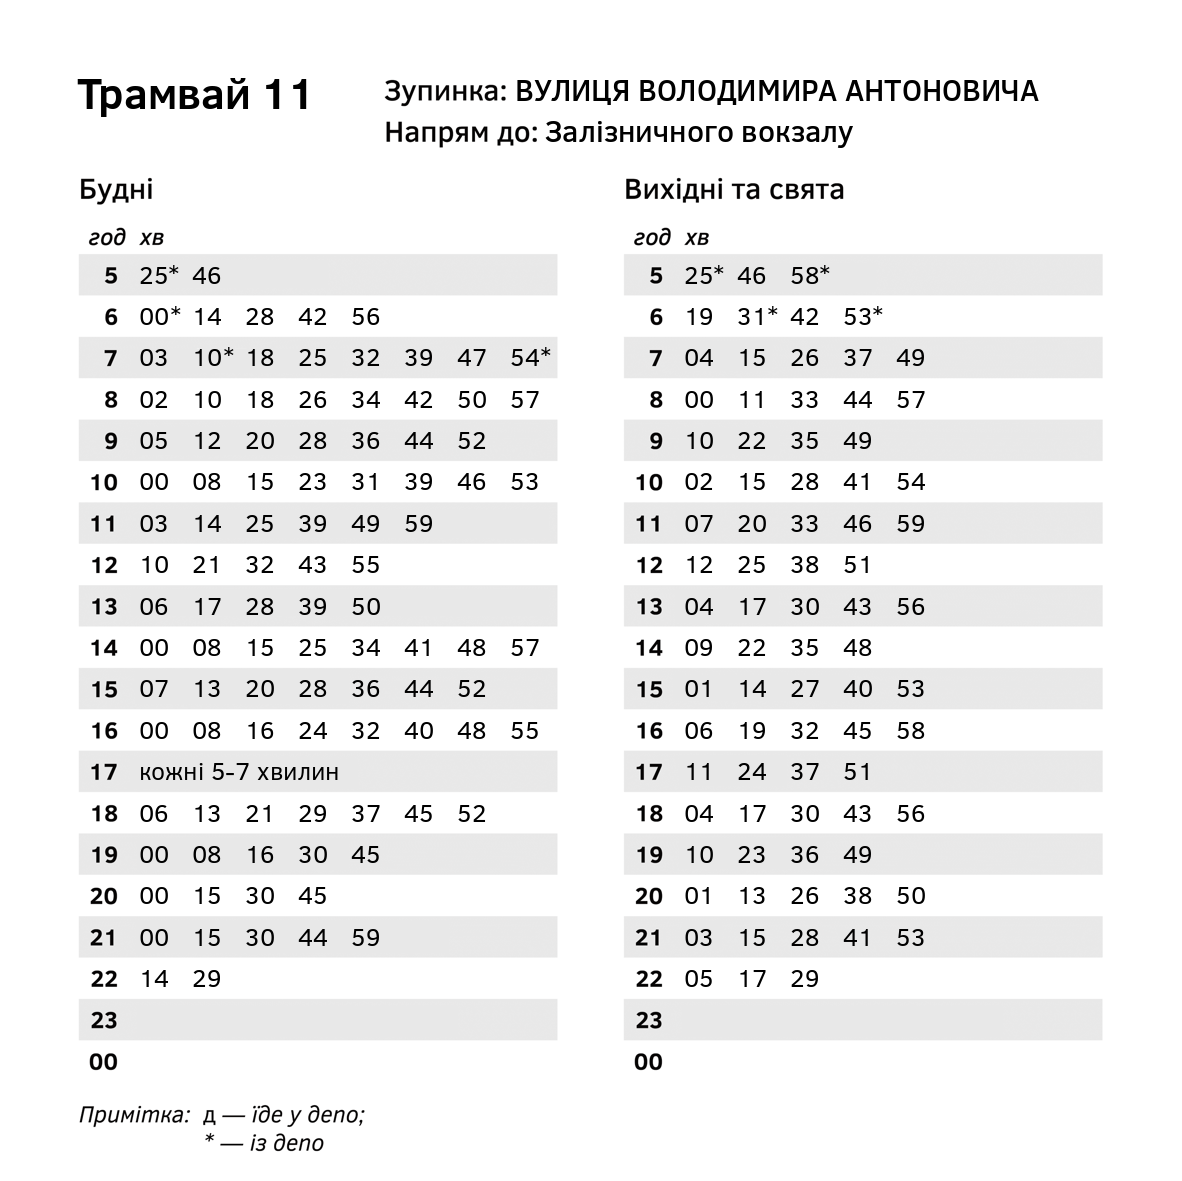 Трамвай 11
Зупинка: ВУЛИЦЯ ВОЛОДИМИРА АНТОНОВИЧА
Напрям до: Залізничного вокзалу
Будні
год хв
5 25* 46
6 00* 14 28 42 56
7 03 10* 18 25 32 39 47 54*
8 02 10 18 26 34 42 50 57
9 05 12 20 28 36 44 52
10 00 08 15 23 31 39 46 53
11 03 14 25 39 49 59
12 10 21 32 43 55
13 06 17 28 39 50
14 00 08 15 25 34 41 48 57
15 07 13 20 28 36 44 52
16 00 08 16 24 32 40 48 55
17 кожні 5-7 хвилин
18 06 13 21 29 37 45 52
19 00 08 16 30 45
20 00 15 30 45
21 00 15 30 44 59
22 14 29
23
00
Вихідні та свята
год хв
5 25* 46 58*
6 19 31* 42 53*
7 04 15 26 37 49
8 00 11 33 44 57
9 10 22 35 49
10 02 15 28 41 54
11 07 20 33 46 59
12 12 25 38 51
13 04 17 30 43 56
14 09 22 35 48
15 01 14 27 40 53
16 06 19 32 45 58
17 11 24 37 51
18 04 17 30 43 56
19 10 23 36 49
20 01 13 26 38 50
21 03 15 28 41 53
22 05 17 29
23
00
Примітка: д — їде у депо;
* — із депо